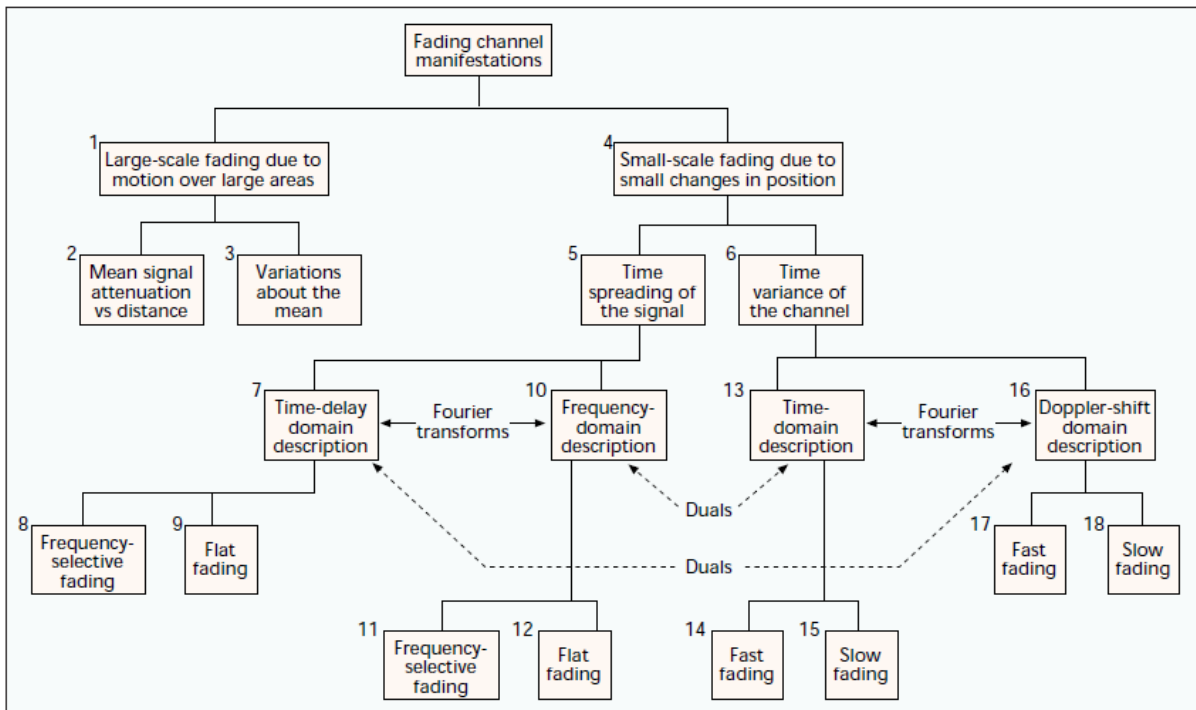 Fading channel
manifestations
1
Large-scale fading due to
motion over large areas
4
Small-scale fading due to
small changes in position
2
Mean signal
attenuation
vs distance
3
Variations
about the
mean
5
Time
spreading of
the signal
6
Time
variance of
the channel
7
Time-delay
domain
description
Fourier
transforms
10
Frequency-
domain
description
13
Time-
domain
description
Fourier
transforms
16
Doppler-shift
domain
description
Duals
8
Frequency-
selective
fading
9
Flat
fading
Duals
17
Fast
fading
18
Slow
fading
11
Frequency-
selective
fading
12
Flat
fading
14
Fast
fading
15
Slow
fading